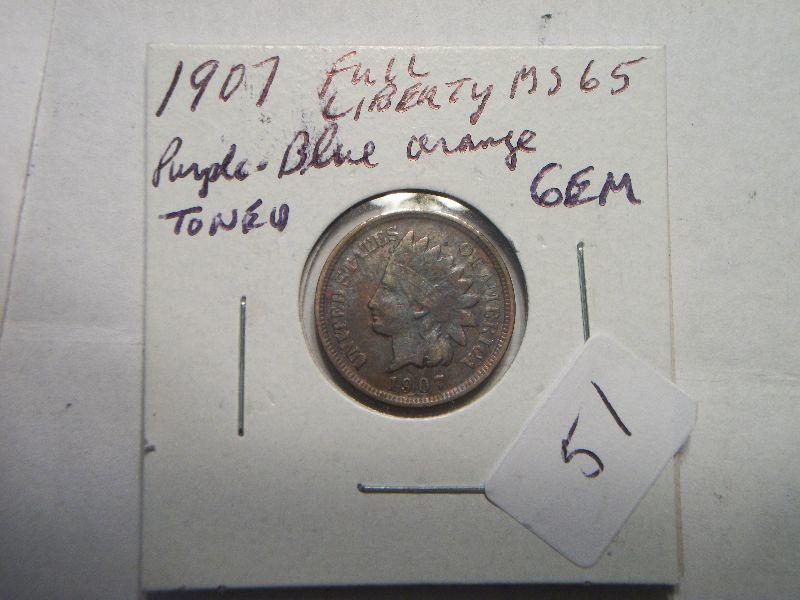 1907 FULL LIBERTY MS65
Purple-Blue orange
TONED
GEM
UNITED STATES OF AMERICA
1907
51